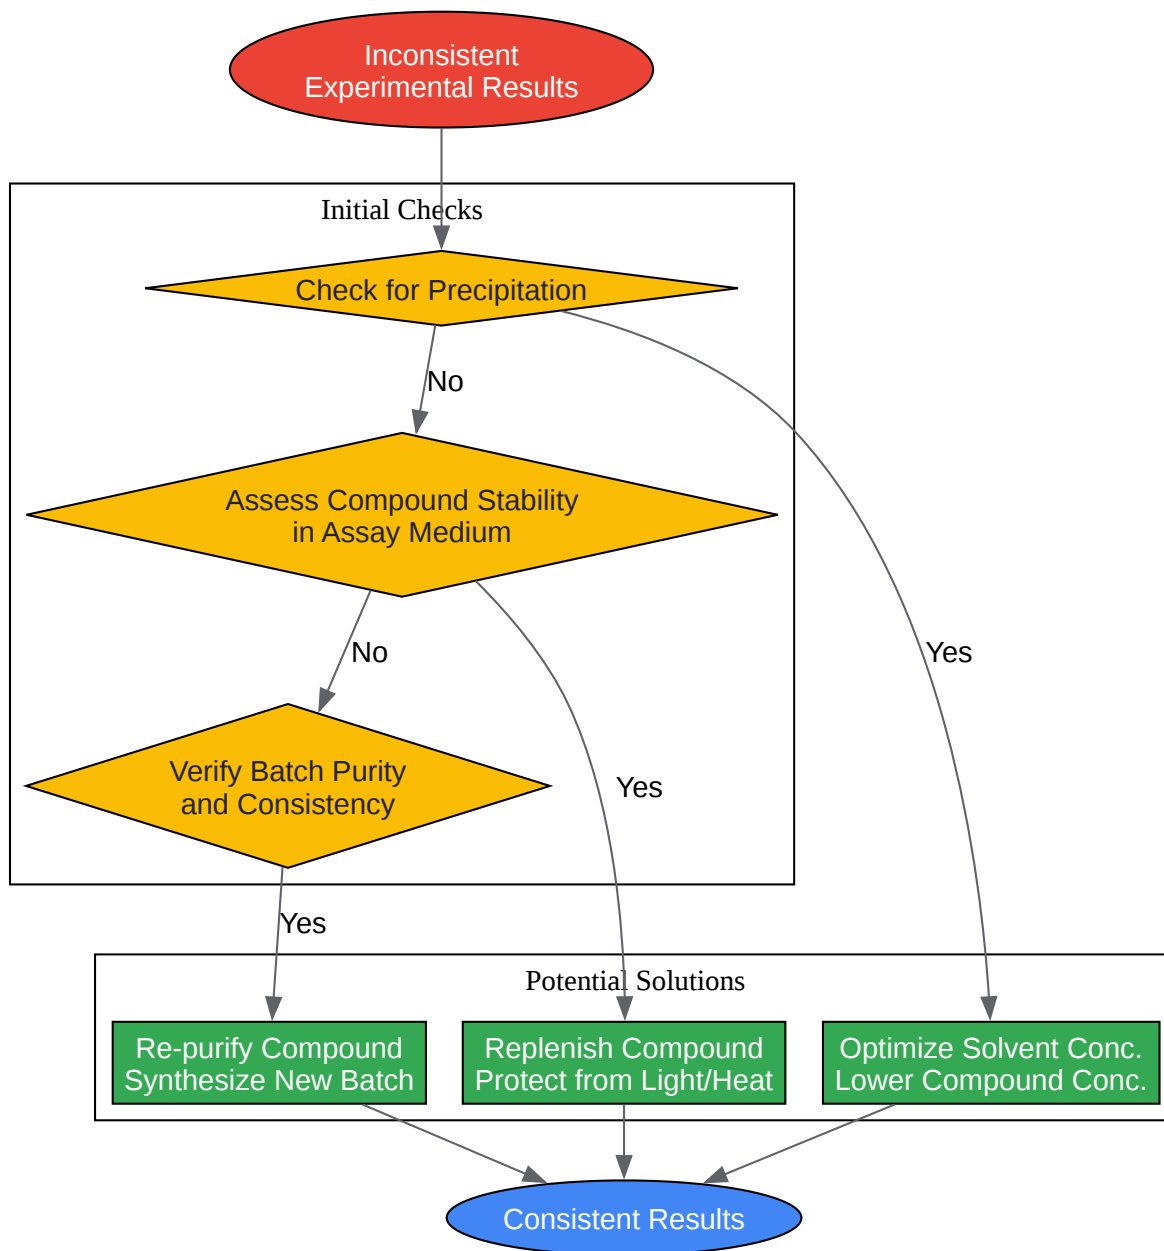 Inconsistent
Experimental Results
Initial Checks
Check for Precipitation
No
Assess Compound Stability
in Assay Medium
No
Yes
Verify Batch Purity
and Consistency
Yes
Yes
Potential Solutions
Re-purify Compound
Synthesize New Batch
Replenish Compound
Protect from Light/Heat
Optimize Solvent Conc.
Lower Compound Conc.
Consistent Results